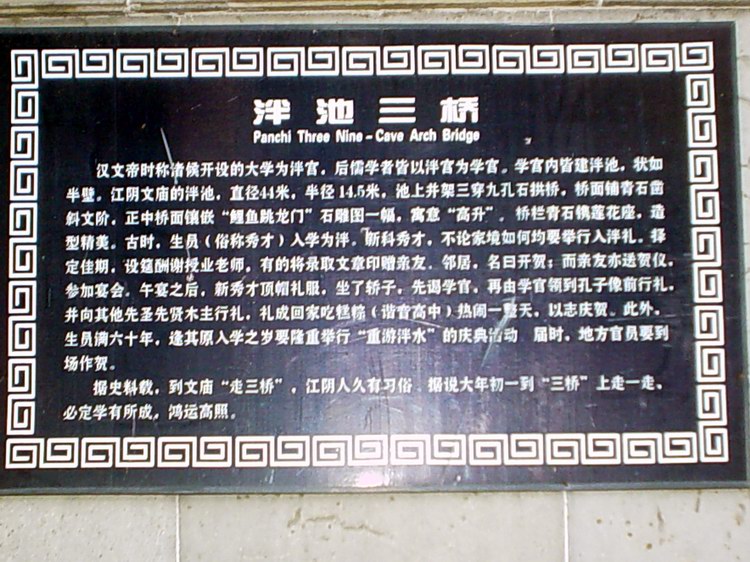 泮池三桥
Panchi Three Nine-Cave Arch Bridge
汉文帝时称诸候开设的大学为泮宫，后儒学者皆以泮宫为学宫。学宫内皆建泮池，状如
半璧。江阴文庙的泮池，直径44米，半径14.5米，池上并架三穿九孔石拱桥，桥面铺青石凿
斜文阶，正中桥面镶嵌“鲤鱼跳龙门”石雕图一幅，寓意“高升”。桥栏青石镌莲花座，造
型精美。古时，生员（俗称秀才）入学为泮。新科秀才，不论家境如何均要举行入泮礼。择
定佳期，设筵酬谢授业老师，有的将录取文章印赠亲友、邻居，名曰开贺；而亲友亦送贺仪，
参加宴会。午宴之后，新秀才顶帽礼服，坐了轿子，先谒学宫，再由学官领到孔子像前行礼，
并向其他先圣先贤木主行礼，礼成回家吃糕糭（谐音高中）热闹一整天，以志庆贺。此外，
生员满六十年，逢其原入学之岁要隆重举行“重游泮水”的庆典活动 届时，地方官员要到
场作贺。
据史料载，到文庙“走三桥”，江阴人久有习俗 据说大年初一到“三桥”上走一走，
必定学有所成，鸿运高照。